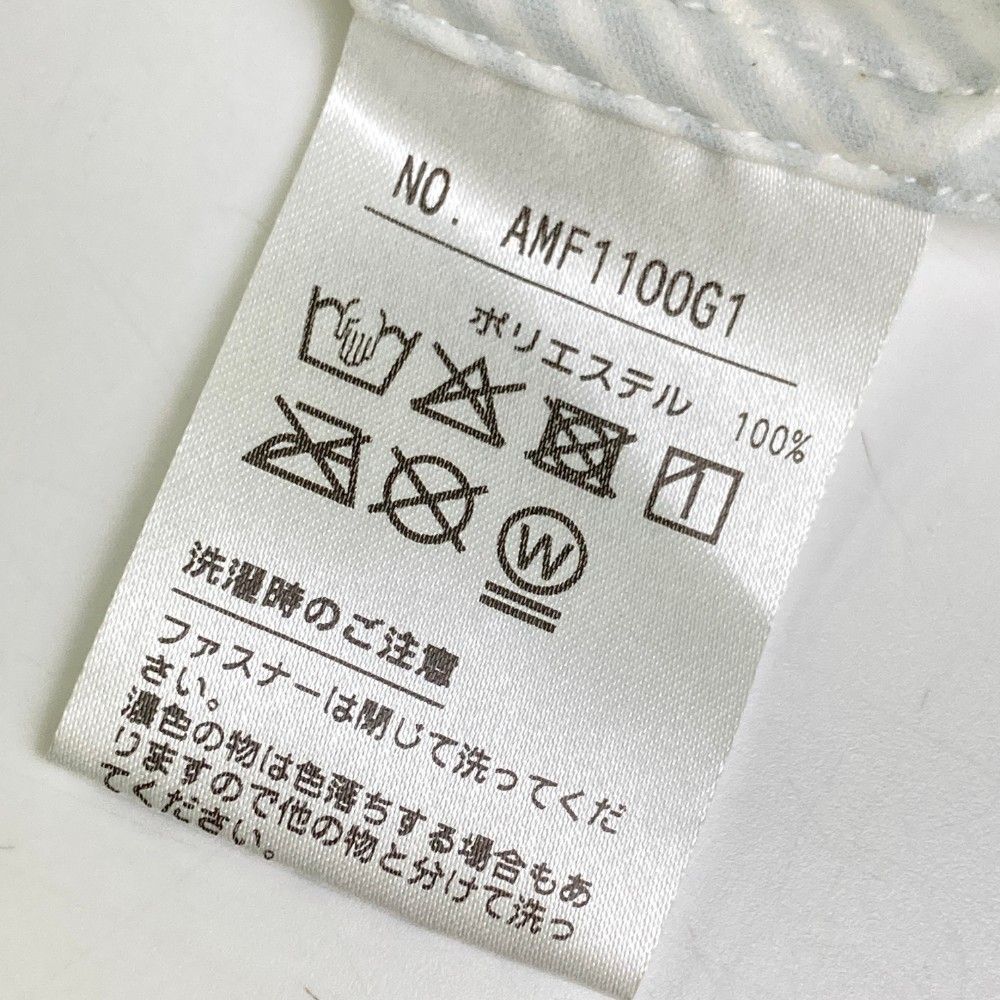 NO. AMF1100G1
ポリエステル 100%
W
洗濯時のご注意
ファスナーは閉じて洗ってくだ
さい。
濃色の物は色落ちする場合もあ
りますので他の物と分けて洗っ
てください。